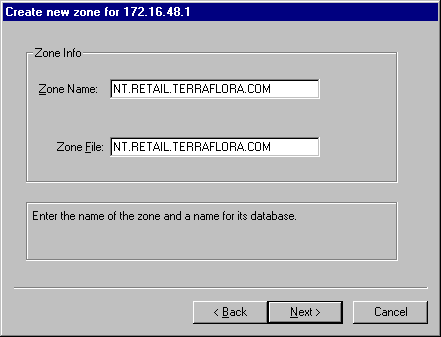 Create new zone for 172.16.48.1
Zone Info
Zone Name: NT.RETAIL.TERRAFLORA.COM
Zone File: NT.RETAIL.TERRAFLORA.COM
Enter the name of the zone and a name for its database.
< Back Next > Cancel